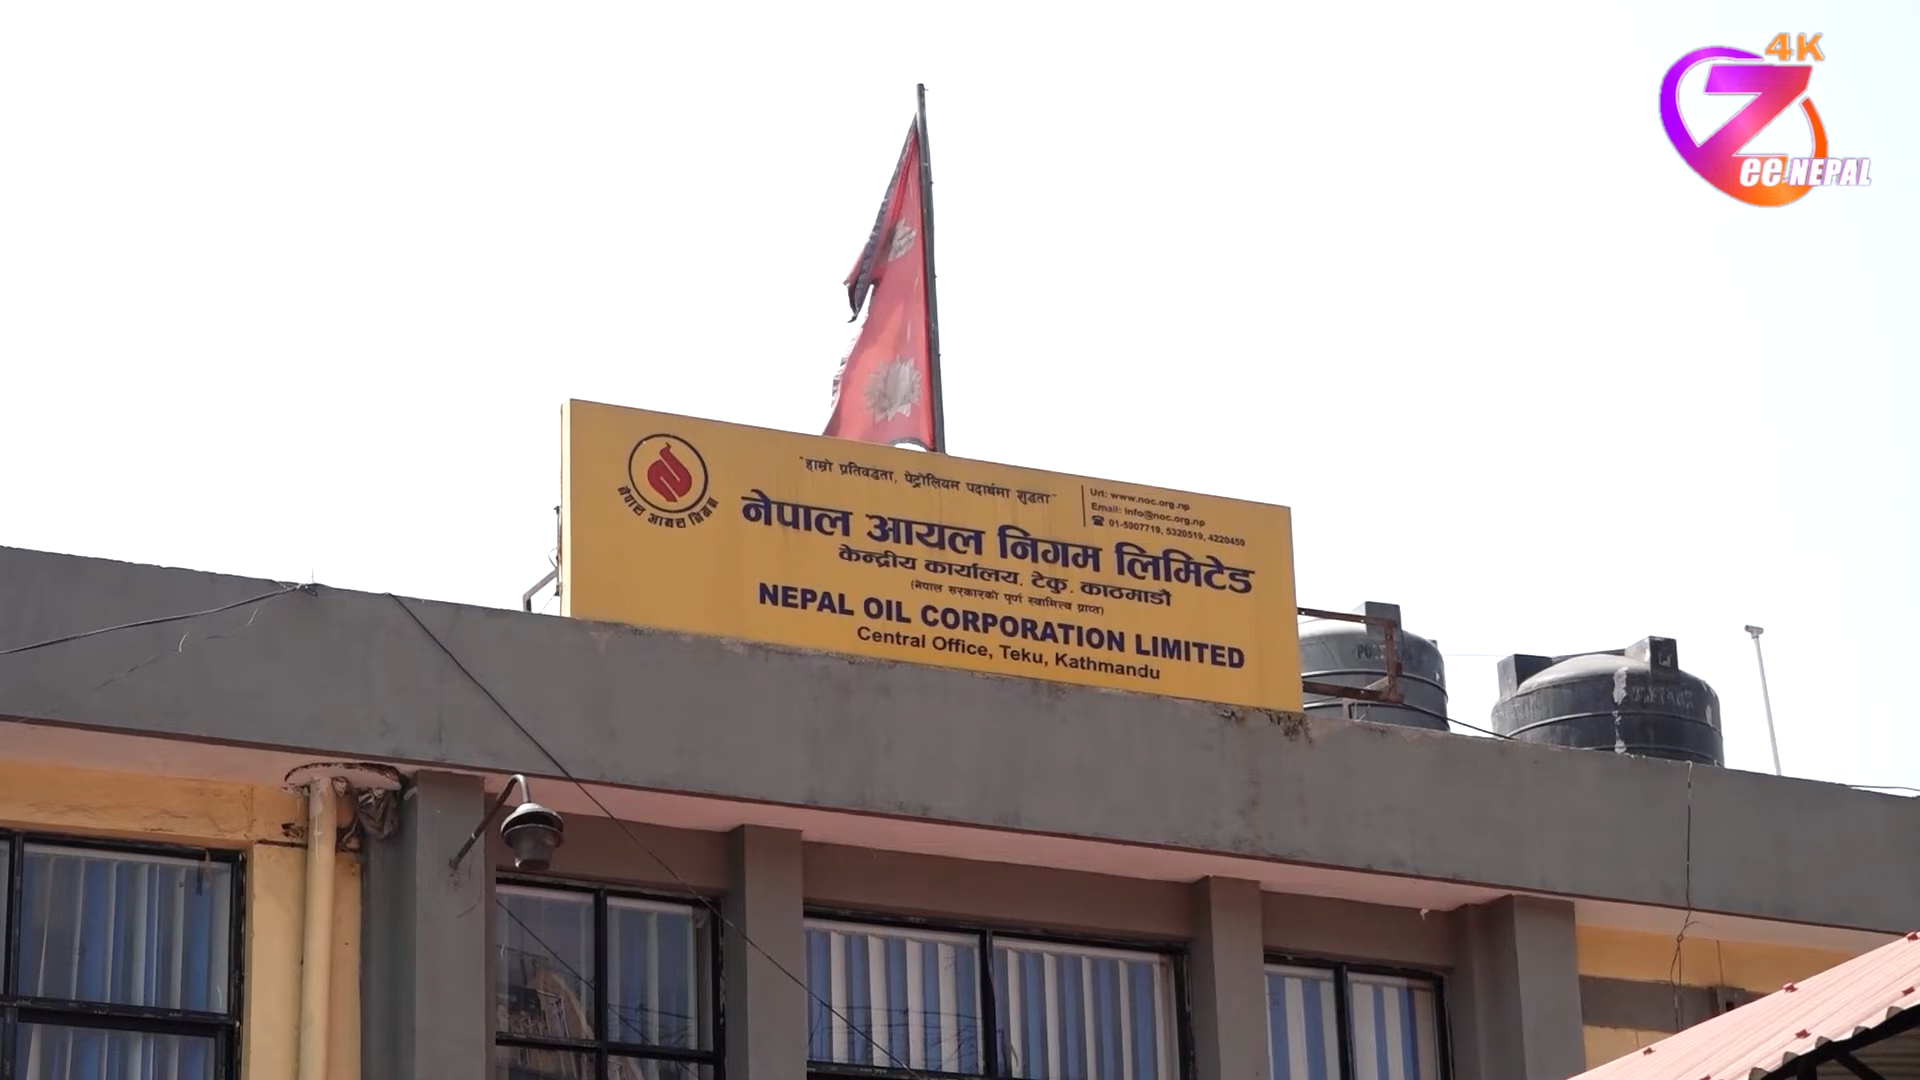 4K
Zee NEPAL
"हाम्रो प्रतिवद्धता, पेट्रोलियम पदार्थमा शुद्धता"
Url: www.noc.org.np
Email: info@noc.org.np
☎ 01-5907719, 5320519, 4220459
नेपाल आयल निगम
नेपाल आयल निगम लिमिटेड
केन्द्रीय कार्यालय, टेकु, काठमाडौं
(नेपाल सरकारको पूर्ण स्वामित्व प्राप्त)
NEPAL OIL CORPORATION LIMITED
Central Office, Teku, Kathmandu